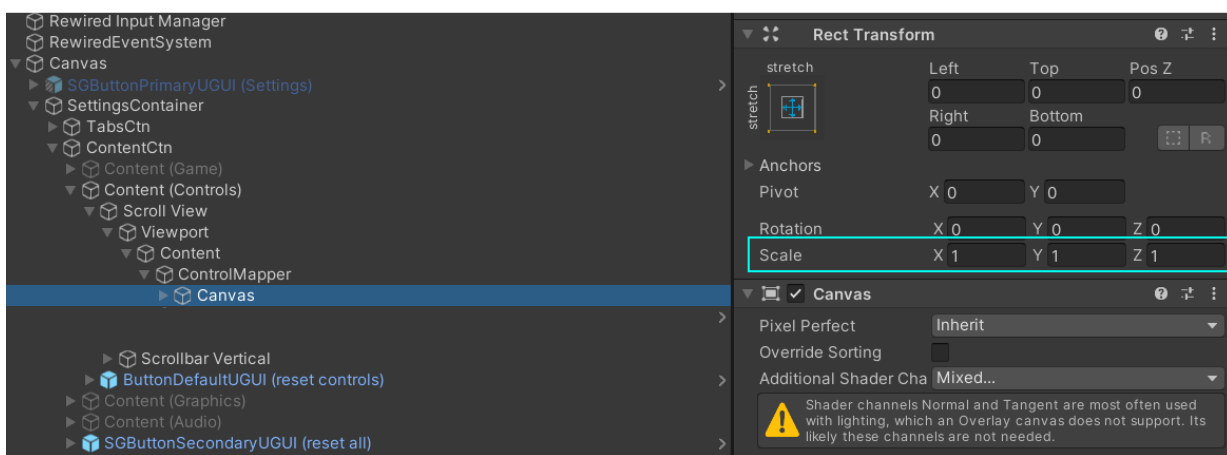 Rewired Input Manager
RewiredEventSystem
Canvas
SGButtonPrimaryUGUI (Settings)
SettingsContainer
TabsCtn
ContentCtn
Content (Game)
Content (Controls)
Scroll View
Viewport
Content
ControlMapper
Canvas
Scrollbar Vertical
ButtonDefaultUGUI (reset controls)
Content (Graphics)
Content (Audio)
SGButtonSecondaryUGUI (reset all)
Rect Transform
stretch
stretch
Left Top Pos Z
0 0 0
Right Bottom
0 0
R
Anchors
Pivot X 0 Y 0
Rotation X 0 Y 0 Z 0
Scale X 1 Y 1 Z 1
Canvas
Pixel Perfect Inherit
Override Sorting
Additional Shader Cha Mixed...
Shader channels Normal and Tangent are most often used
with lighting, which an Overlay canvas does not support. Its
likely these channels are not needed.